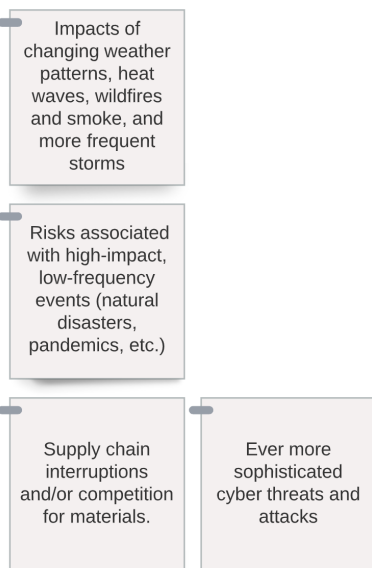 Impacts of
changing weather
patterns, heat
waves, wildfires
and smoke, and
more frequent
storms
Risks associated
with high-impact,
low-frequency
events (natural
disasters,
pandemics, etc.)
Supply chain
interruptions
and/or competition
for materials.
Ever more
sophisticated
cyber threats and
attacks